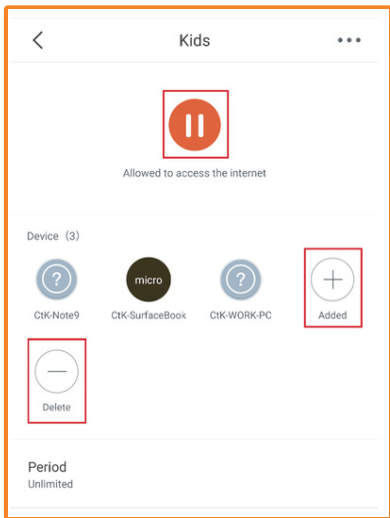 Kids
Allowed to access the internet
Device (3)
?
micro
?
CtK-Note9
CtK-SurfaceBook
CtK-WORK-PC
Added
Delete
Period
Unlimited